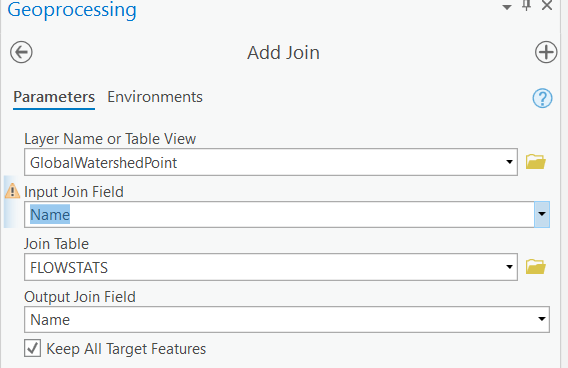 Geoprocessing
Add Join
Parameters Environments
Layer Name or Table View
GlobalWatershedPoint
Input Join Field
Name
Join Table
FLOWSTATS
Output Join Field
Name
Keep All Target Features